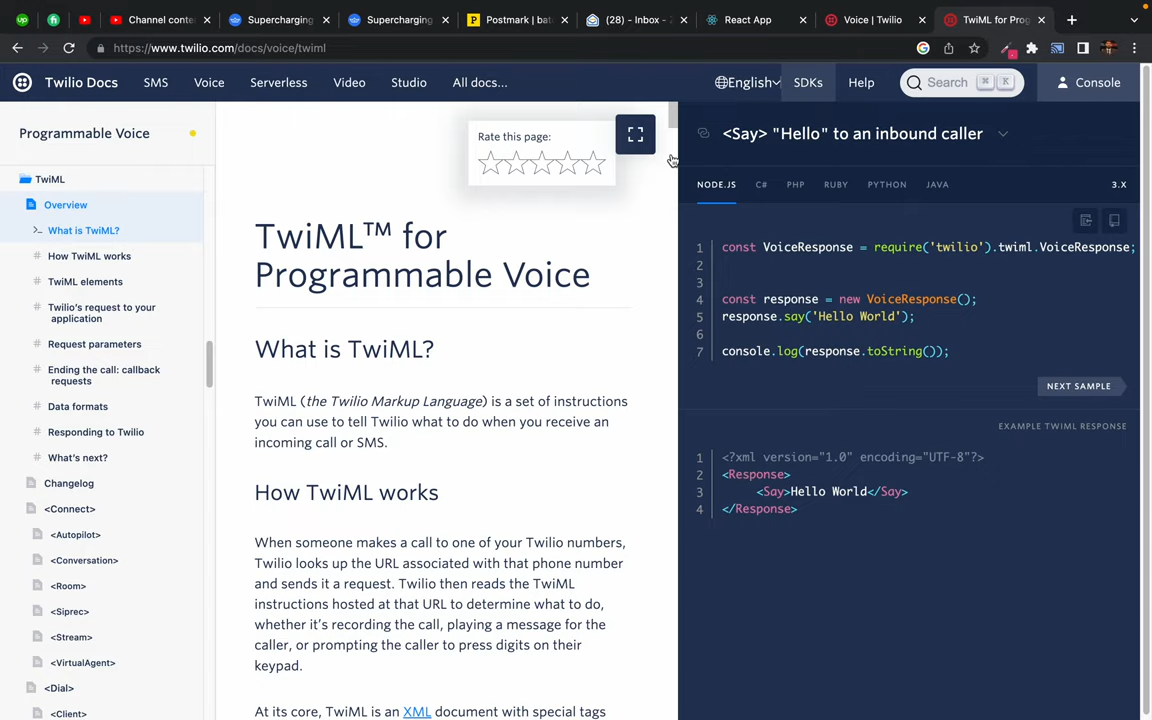 up
fi
Channel conte
Supercharging
Supercharging
Postmark | bat
(28) - Inbox -
React App
Voice | Twilio
TwiML for Prog
https://www.twilio.com/docs/voice/twiml
Twilio Docs
SMS
Voice
Serverless
Video
Studio
All docs...
English
SDKs
Help
Search ⌘ K
Console
Programmable Voice
TwiML
Overview
What is TwiML?
# How TwiML works
# TwiML elements
# Twilio's request to your
application
# Request parameters
# Ending the call: callback
requests
# Data formats
# Responding to Twilio
# What's next?
Changelog
<Connect>
<Autopilot>
<Conversation>
<Room>
<Siprec>
<Stream>
<VirtualAgent>
<Dial>
<Client>
Rate this page:
TwiML™ for
Programmable Voice
What is TwiML?
TwiML (the Twilio Markup Language) is a set of instructions
you can use to tell Twilio what to do when you receive an
incoming call or SMS.
How TwiML works
When someone makes a call to one of your Twilio numbers,
Twilio looks up the URL associated with that phone number
and sends it a request. Twilio then reads the TwiML
instructions hosted at that URL to determine what to do,
whether it's recording the call, playing a message for the
caller, or prompting the caller to press digits on their
keypad.
At its core, TwiML is an XML document with special tags
<Say> "Hello" to an inbound caller
NODE.JS
C#
PHP
RUBY
PYTHON
JAVA
3.X
1 const VoiceResponse = require('twilio').twiml.VoiceResponse;
2
3
4 const response = new VoiceResponse();
5 response.say('Hello World');
6
7 console.log(response.toString());
NEXT SAMPLE
EXAMPLE TWIML RESPONSE
1 <?xml version="1.0" encoding="UTF-8"?>
2 <Response>
3 <Say>Hello World</Say>
4 </Response>